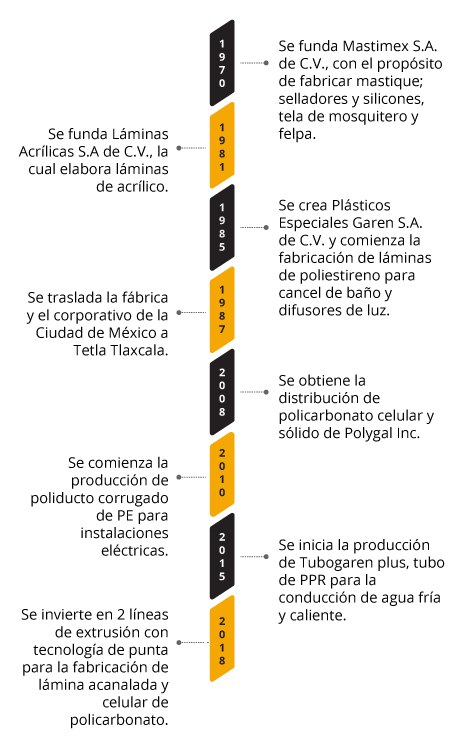 1970
Se funda Mastimex S.A.
de C.V., con el propósito
de fabricar mastique;
selladores y silicones,
tela de mosquitero y
felpa.
1981
Se funda Láminas
Acrílicas S.A de C.V., la
cual elabora láminas
de acrílico.
1985
Se crea Plásticos
Especiales Garen S.A.
de C.V. y comienza la
fabricación de láminas
de poliestireno para
cancel de baño y
difusores de luz.
1987
Se traslada la fábrica
y el corporativo de la
Ciudad de México a
Tetla Tlaxcala.
2008
Se obtiene la
distribución de
policarbonato celular y
sólido de Polygal Inc.
2010
Se comienza la
producción de
poliducto corrugado
de PE para
instalaciones
eléctricas.
2015
Se inicia la producción
de Tubogaren plus, tubo
de PPR para la
conducción de agua fría
y caliente.
2018
Se invierte en 2 líneas
de extrusión con
tecnología de punta
para la fabricación de
lámina acanalada y
celular de
policarbonato.